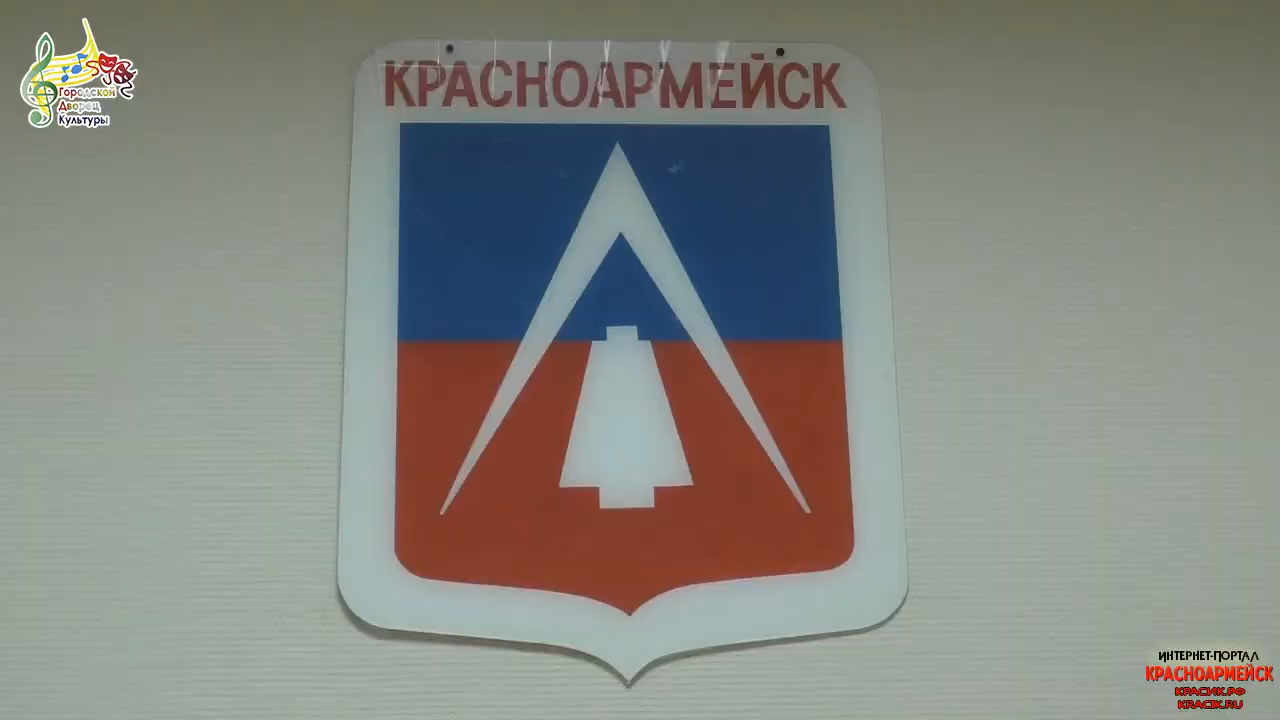 Городской
Дворец
Культуры
КРАСНОАРМЕЙСК
ИНТЕРНЕТ-ПОРТАЛ
КРАСНОАРМЕЙСК
КРАСИК.РФ
KRACIK.RU